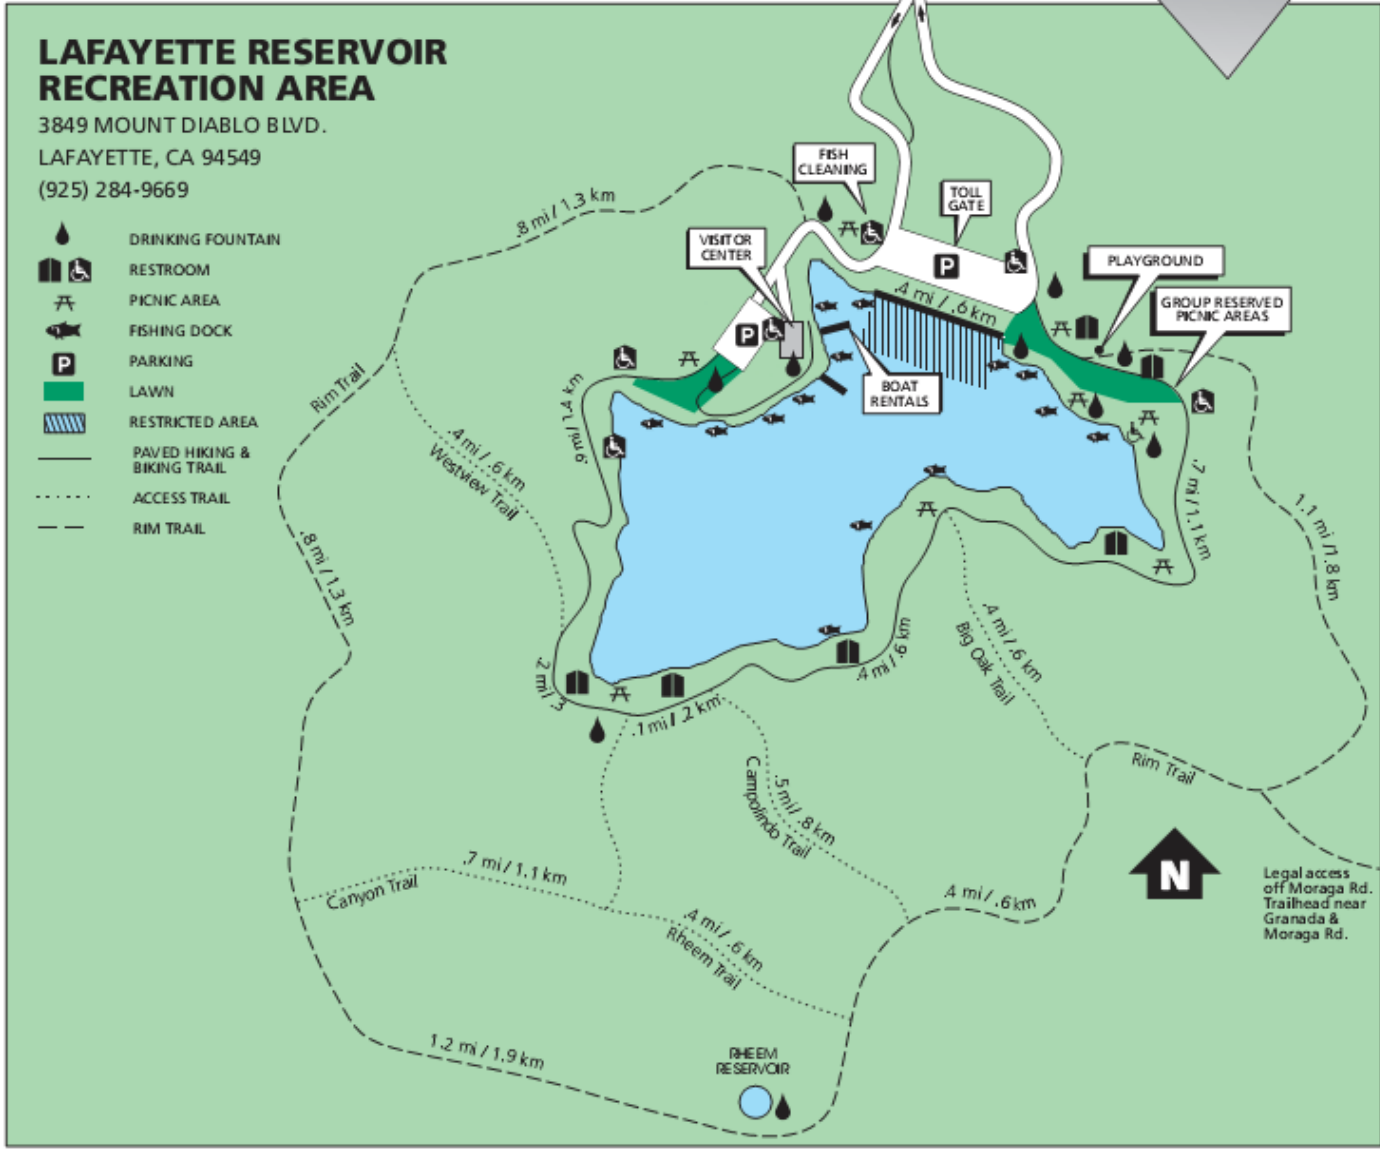 LAFAYETTE RESERVOIR
RECREATION AREA
3849 MOUNT DIABLO BLVD.
LAFAYETTE, CA 94549
(925) 284-9669
DRINKING FOUNTAIN
RESTROOM
PICNIC AREA
FISHING DOCK
P
PARKING
LAWN
RESTRICTED AREA
PAVED HIKING &
BIKING TRAIL
ACCESS TRAIL
RIM TRAIL
FISH
CLEANING
TOLL
GATE
VISITOR
CENTER
PLAYGROUND
GROUP RESERVED
PICNIC AREAS
BOAT
RENTALS
P
P
.8 mi / 1.3 km
.4 mi / .6 km
Rim Trail
.9 mi / 1.4 km
.4 mi / .6 km
Westview Trail
.7 mi / 1.1 km
1.1 mi / 1.8 km
.8 mi / 1.3 km
.2 mi / .3
.1 mi / .2 km
.4 mi / .6 km
.4 mi / .6 km
Big Oak Trail
.5 mi / .8 km
Campolindo Trail
Rim Trail
.7 mi / 1.1 km
Canyon Trail
.4 mi / .6 km
Rheem Trail
.4 mi / .6 km
N
Legal access
off Moraga Rd.
Trailhead near
Granada &
Moraga Rd.
1.2 mi / 1.9 km
RHEEM
RESERVOIR